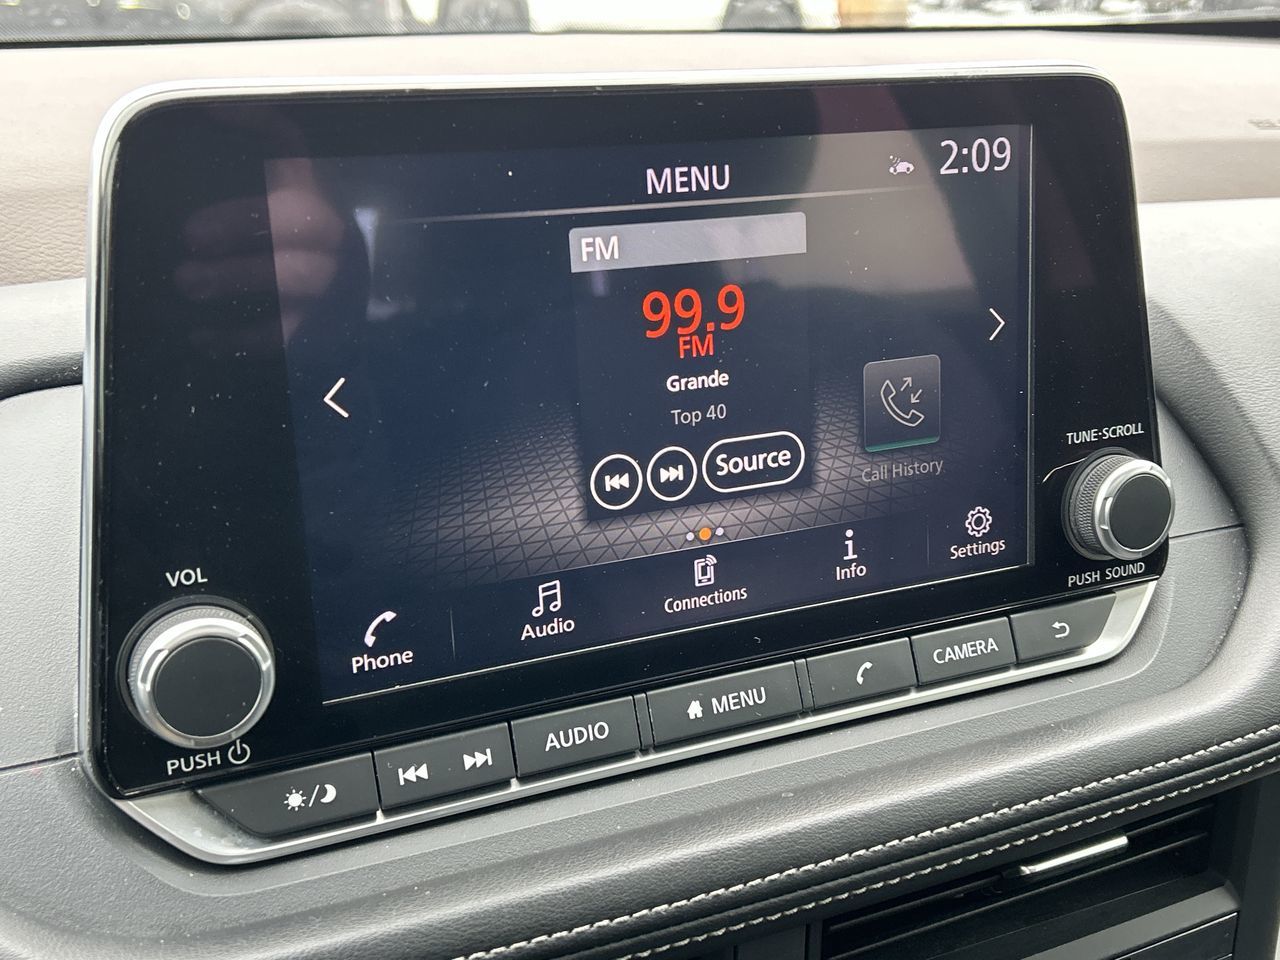 MENU
2:09
FM
99.9
FM
Grande
Top 40
Source
Call History
Phone
Audio
Connections
Info
Settings
TUNE·SCROLL
PUSH SOUND
VOL
PUSH
AUDIO
MENU
CAMERA